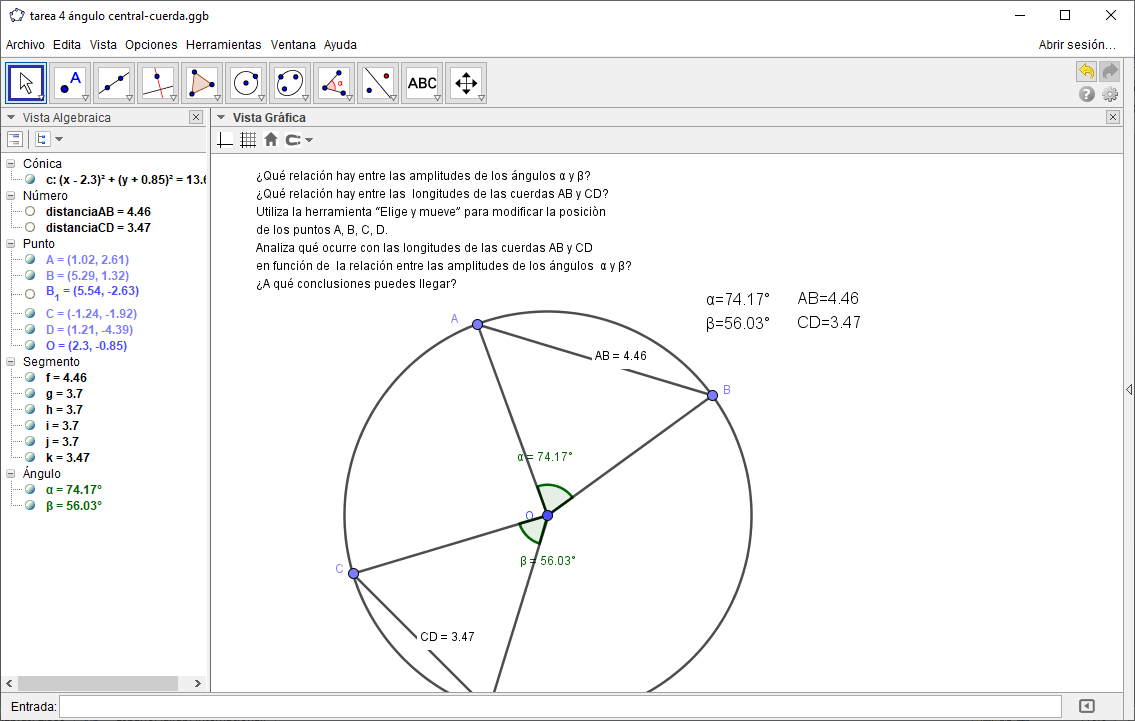 tarea 4 ángulo central-cuerda.ggb
Archivo Edita Vista Opciones Herramientas Ventana Ayuda Abrir sesión...
A α ABC
Vista Algebraica
Vista Gráfica
Cónica
c: (x - 2.3)² + (y + 0.85)² = 13.6
Número
distanciaAB = 4.46
distanciaCD = 3.47
Punto
A = (1.02, 2.61)
B = (5.29, 1.32)
B1 = (5.54, -2.63)
C = (-1.24, -1.92)
D = (1.21, -4.39)
O = (2.3, -0.85)
Segmento
f = 4.46
g = 3.7
h = 3.7
i = 3.7
j = 3.7
k = 3.47
Ángulo
α = 74.17°
β = 56.03°
¿Qué relación hay entre las amplitudes de los ángulos α y β?
¿Qué relación hay entre las longitudes de las cuerdas AB y CD?
Utiliza la herramienta “Elige y mueve” para modificar la posiciòn
de los puntos A, B, C, D.
Analiza qué ocurre con las longitudes de las cuerdas AB y CD
en función de la relación entre las amplitudes de los ángulos α y β?
¿A qué conclusiones puedes llegar?
α=74.17° AB=4.46
β=56.03° CD=3.47
A
AB = 4.46
B
α = 74.17°
O
β = 56.03°
C
CD = 3.47
Entrada: